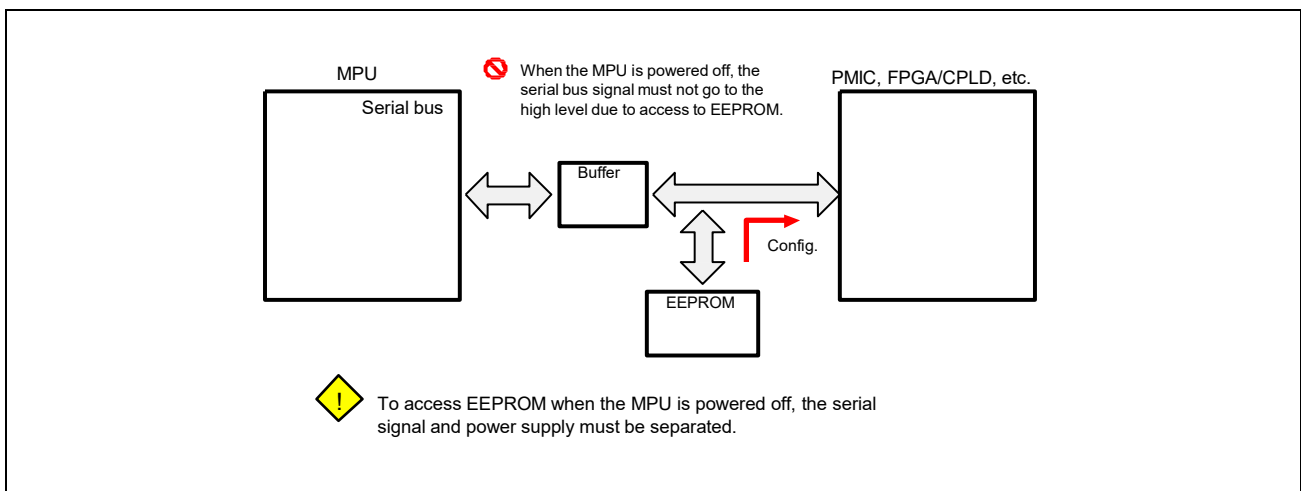 MPU
Serial bus
When the MPU is powered off, the
serial bus signal must not go to the
high level due to access to EEPROM.
PMIC, FPGA/CPLD, etc.
Buffer
Config.
EEPROM
!
To access EEPROM when the MPU is powered off, the serial
signal and power supply must be separated.